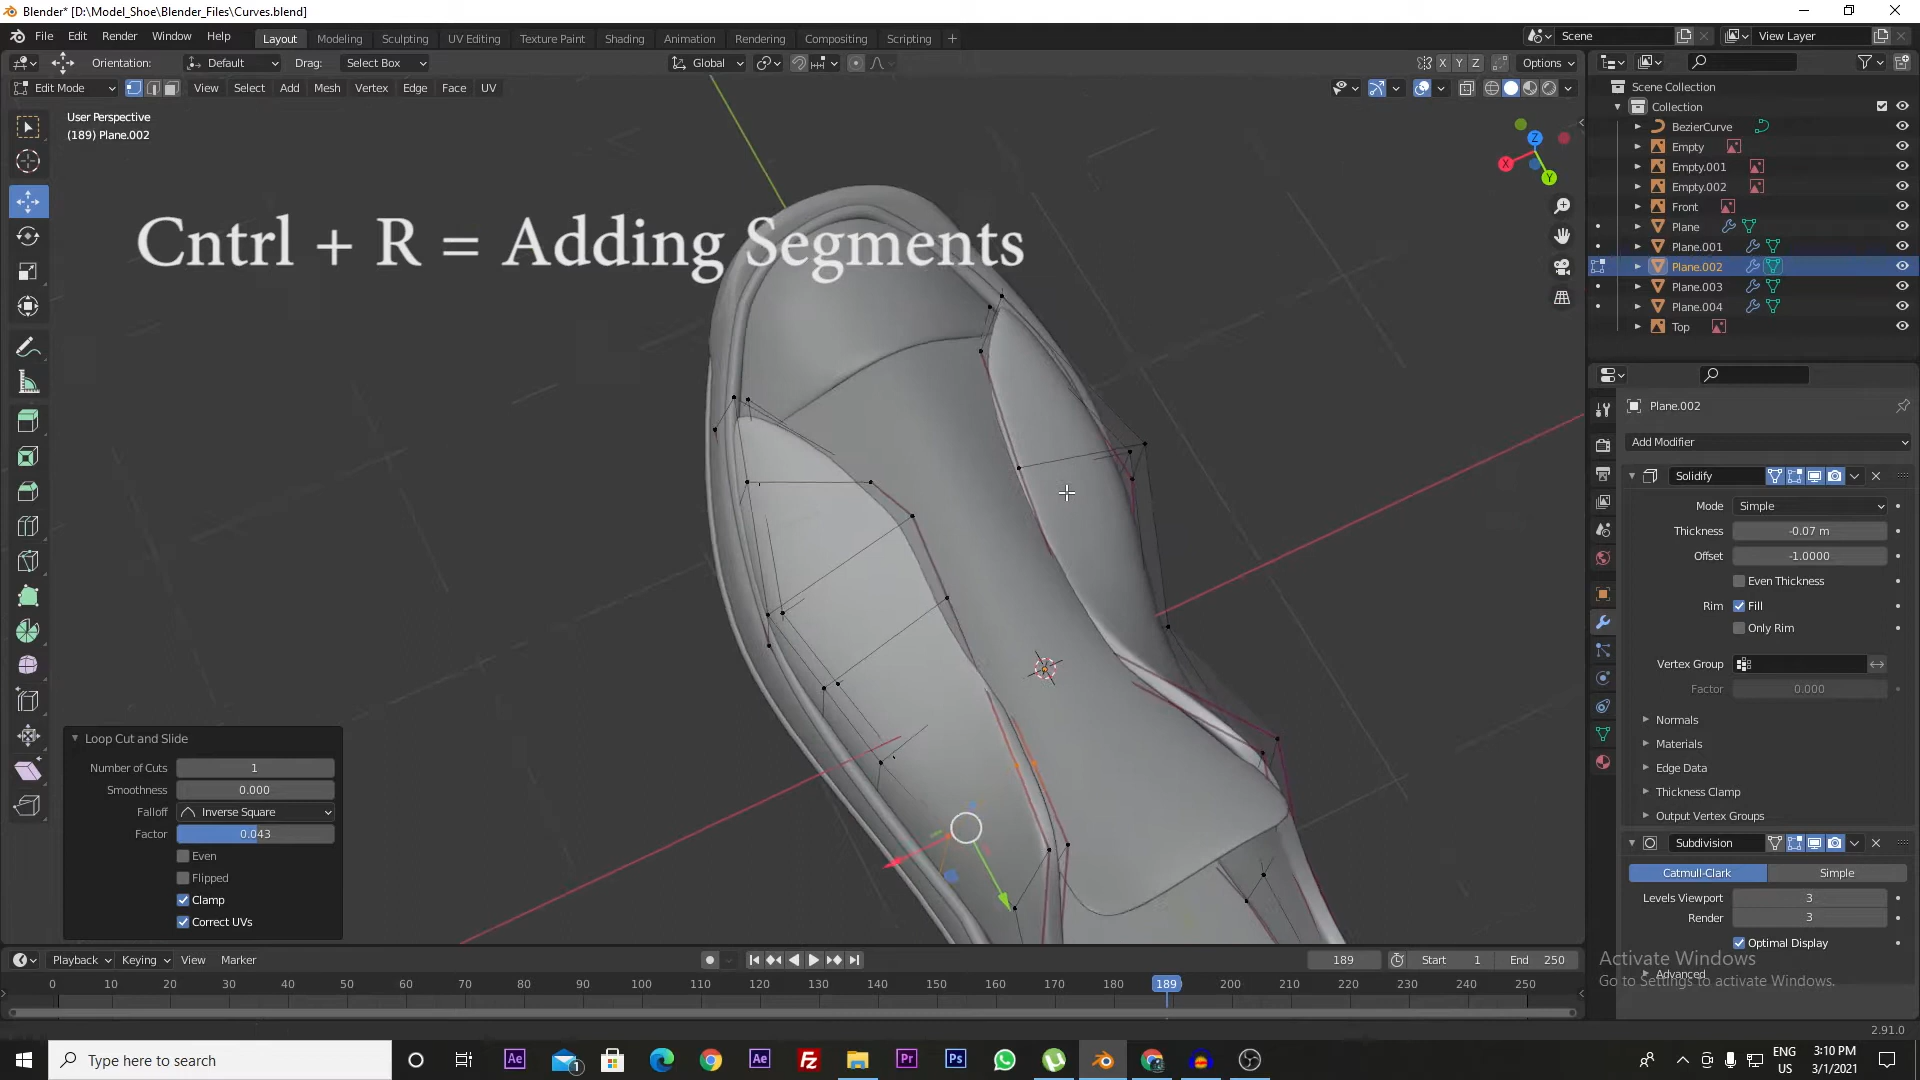 Blender* [D:\Model_Shoe\Blender_Files\Curves.blend]
File Edit Render Window Help Layout Modeling Sculpting UV Editing Texture Paint Shading Animation Rendering Compositing Scripting + Scene View Layer
Orientation: Default Drag: Select Box Global X Y Z Options
Edit Mode View Select Add Mesh Vertex Edge Face UV
User Perspective
(189) Plane.002
Cntrl + R = Adding Segments
Z
X
Y
Scene Collection
Collection
BezierCurve
Empty
Empty.001
Empty.002
Front
Plane
Plane.001
Plane.002
Plane.003
Plane.004
Top
Plane.002
Add Modifier
Solidify
Mode Simple
Thickness -0.07 m
Offset -1.0000
Even Thickness
Rim Fill
Only Rim
Vertex Group
Factor 0.000
Normals
Materials
Edge Data
Thickness Clamp
Output Vertex Groups
Subdivision
Catmull-Clark Simple
Levels Viewport 3
Render 3
Optimal Display
Advanced
Activate Windows
Go to Settings to activate Windows.
Loop Cut and Slide
Number of Cuts 1
Smoothness 0.000
Falloff Inverse Square
Factor 0.043
Even
Flipped
Clamp
Correct UVs
Playback Keying View Marker 189 Start 1 End 250
0 10 20 30 40 50 60 70 80 90 100 110 120 130 140 150 160 170 180 189 200 210 220 230 240 250
2.91.0
Type here to search
Ae 1 Ae Fz Pr Ps
ENG
US
3:10 PM
3/1/2021